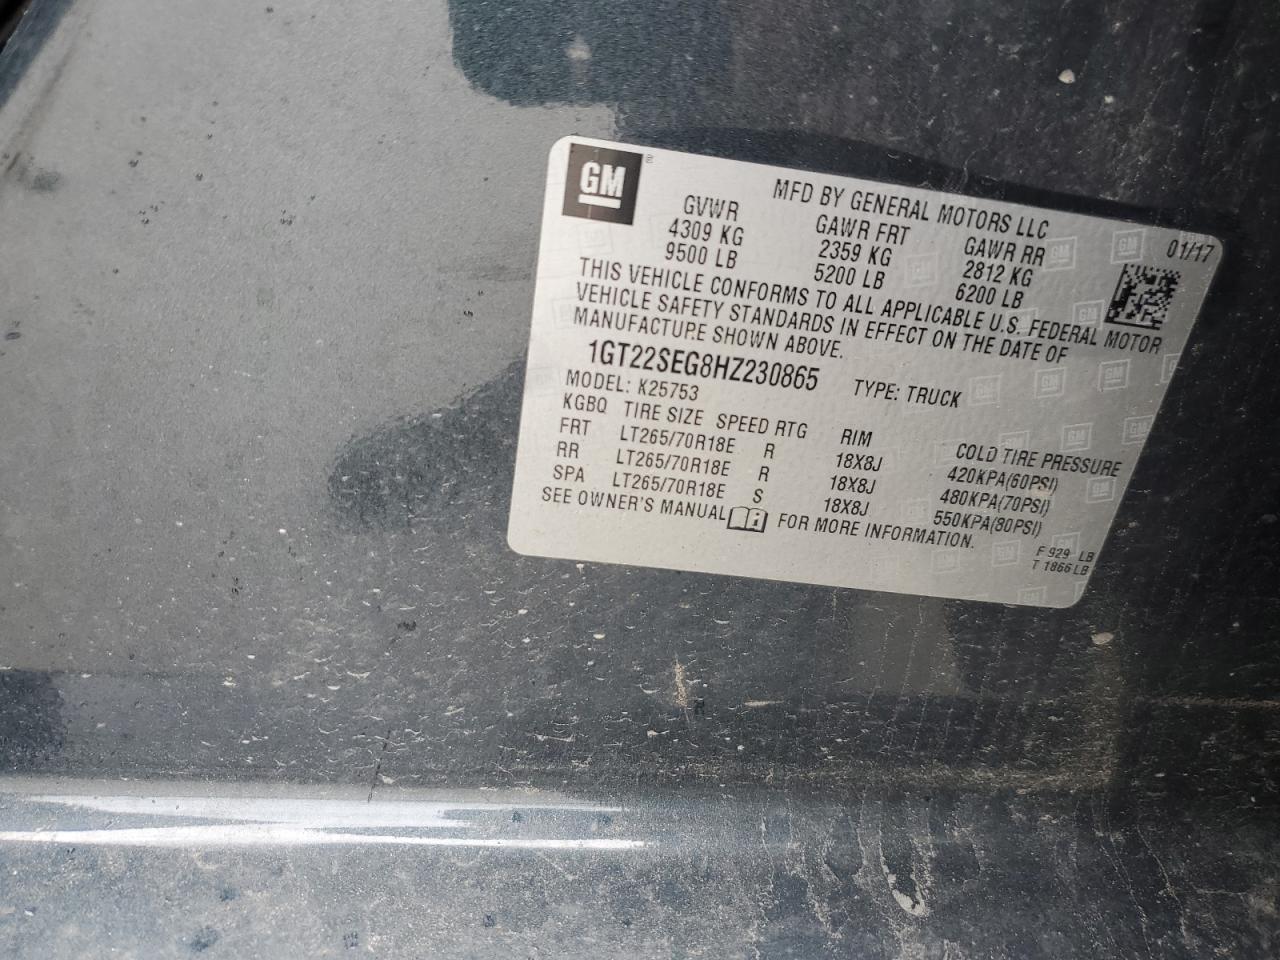 GM ®
MFD BY GENERAL MOTORS LLC
GVWR GAWR FRT GAWR RR 01/17
4309 KG 2359 KG 2812 KG
9500 LB 5200 LB 6200 LB
THIS VEHICLE CONFORMS TO ALL APPLICABLE U.S. FEDERAL MOTOR
VEHICLE SAFETY STANDARDS IN EFFECT ON THE DATE OF
MANUFACTURE SHOWN ABOVE.
1GT22SEG8HZ230865 TYPE: TRUCK
MODEL: K25753
KGBQ TIRE SIZE SPEED RTG RIM COLD TIRE PRESSURE
FRT LT265/70R18E R 18X8J 420KPA(60PSI)
RR LT265/70R18E R 18X8J 480KPA(70PSI)
SPA LT265/70R18E S 18X8J 550KPA(80PSI)
SEE OWNER'S MANUAL FOR MORE INFORMATION.
F 929 LB
T 1866 LB